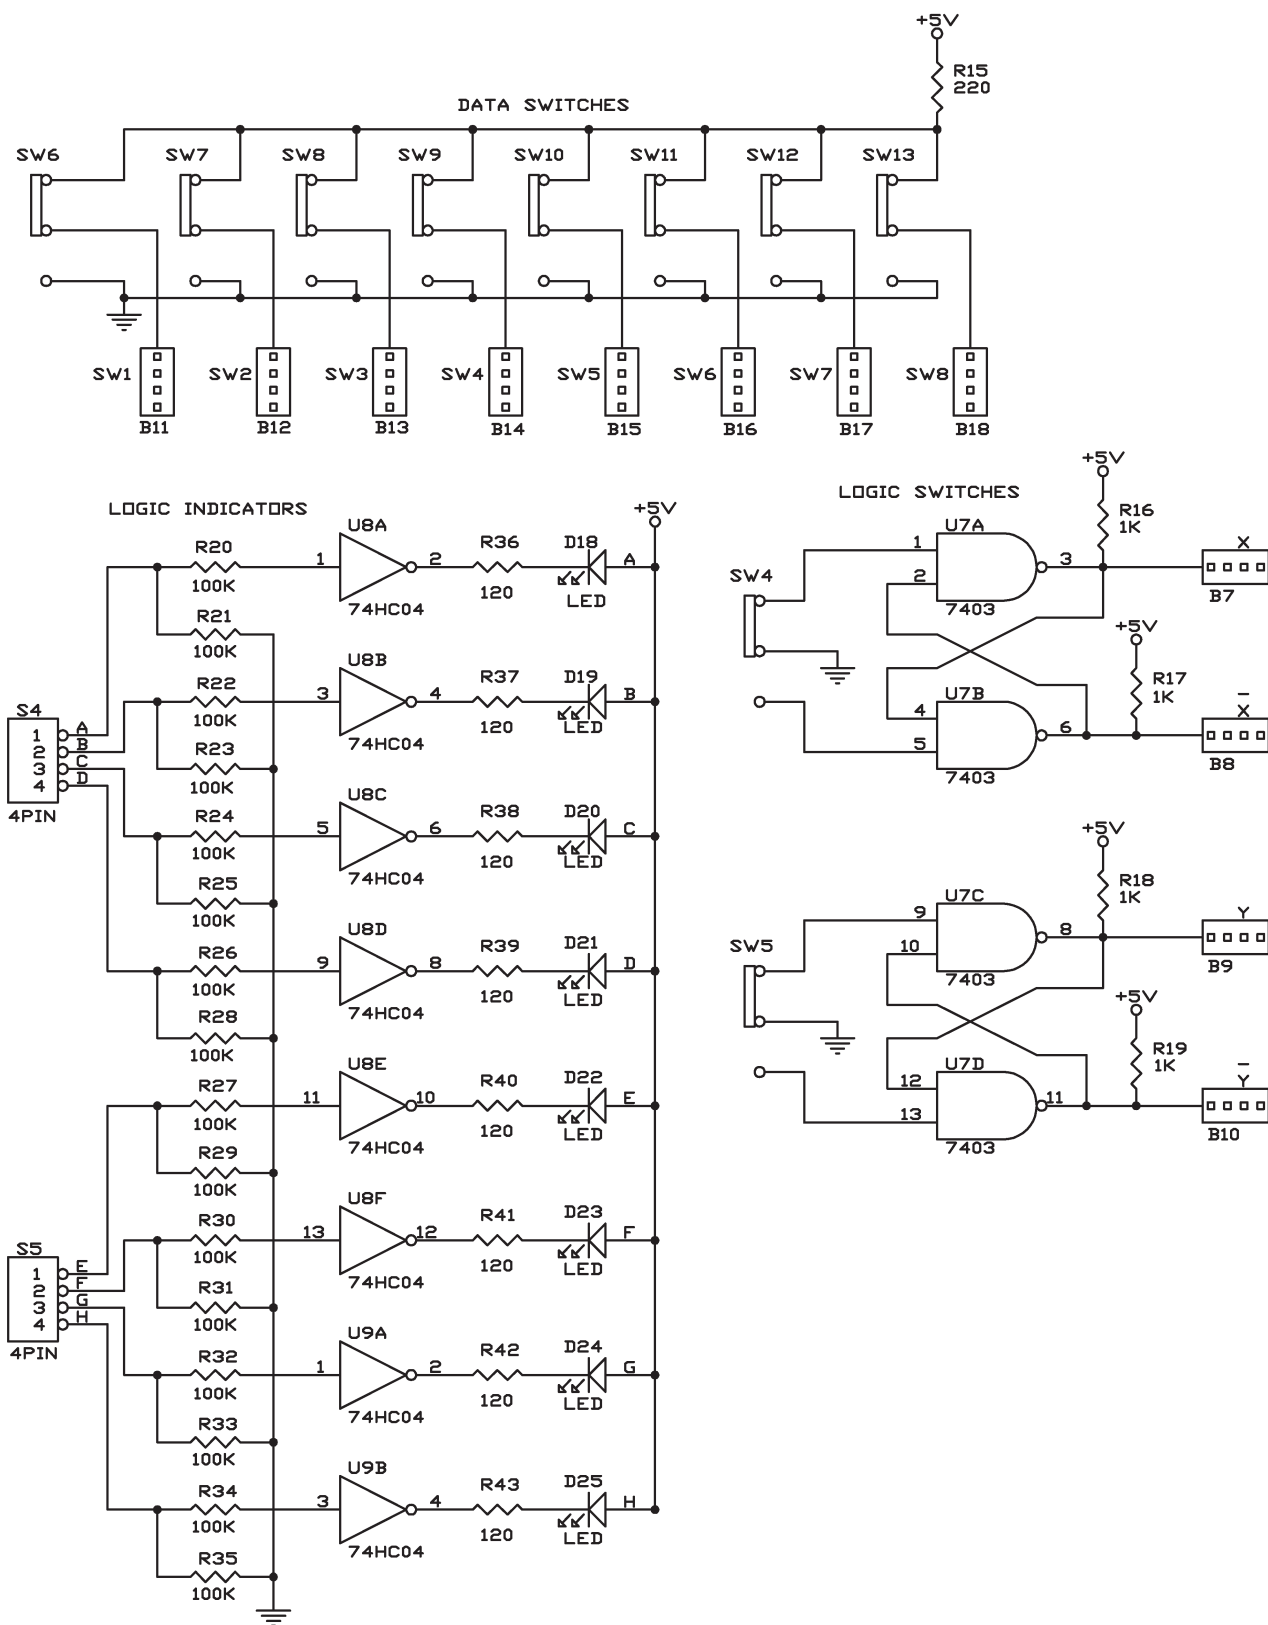 +5V
R15
220
DATA SWITCHES
SW6 SW7 SW8 SW9 SW10 SW11 SW12 SW13
SW1 SW2 SW3 SW4 SW5 SW6 SW7 SW8
B11 B12 B13 B14 B15 B16 B17 B18
LOGIC INDICATORS
+5V
R20
100K
1
U8A
2
74HC04
R36
120
D18
LED
A
R21
100K
R22
100K
3
U8B
4
74HC04
R37
120
D19
LED
B
S4
1 A
2 B
3 C
4 D
4PIN
R23
100K
R24
100K
5
U8C
6
74HC04
R38
120
D20
LED
C
R25
100K
R26
100K
9
U8D
8
74HC04
R39
120
D21
LED
D
R28
100K
R27
100K
11
U8E
10
74HC04
R40
120
D22
LED
E
R29
100K
R30
100K
13
U8F
12
74HC04
R41
120
D23
LED
F
S5
1 E
2 F
3 G
4 H
4PIN
R31
100K
R32
100K
1
U9A
2
74HC04
R42
120
D24
LED
G
R33
100K
R34
100K
3
U9B
4
74HC04
R43
120
D25
LED
H
R35
100K
LOGIC SWITCHES
+5V
R16
1K
SW4
U7A
1
2
3
7403
X
B7
+5V
R17
1K
U7B
4
5
6
7403
X̄
B8
+5V
R18
1K
SW5
U7C
9
10
8
7403
Y
B9
+5V
R19
1K
U7D
12
13
11
7403
Ȳ
B10